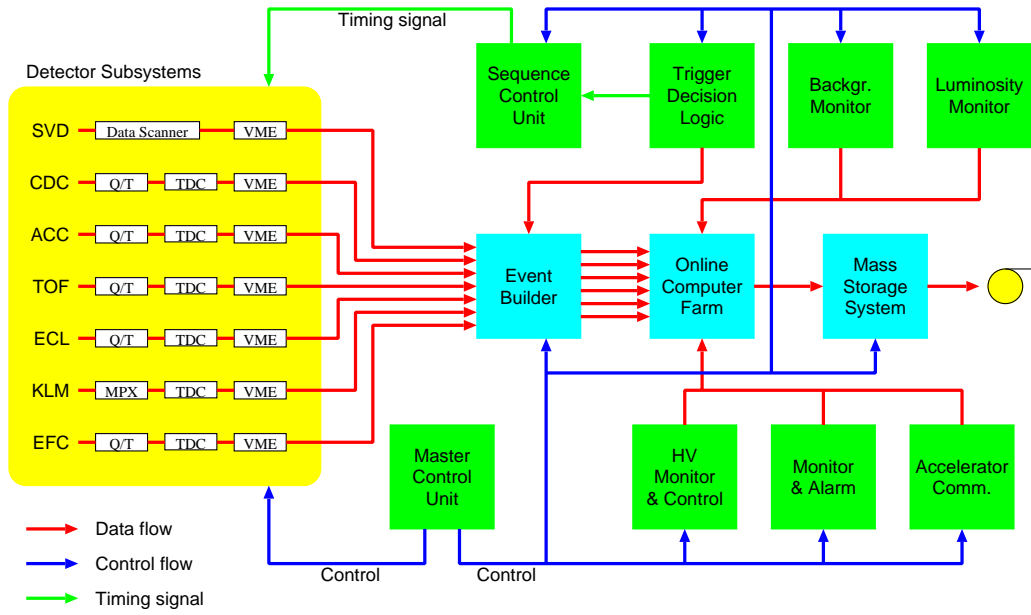 Timing signal
Detector Subsystems
SVD Data Scanner VME
CDC Q/T TDC VME
ACC Q/T TDC VME
TOF Q/T TDC VME
ECL Q/T TDC VME
KLM MPX TDC VME
EFC Q/T TDC VME
Sequence
Control
Unit
Trigger
Decision
Logic
Backgr.
Monitor
Luminosity
Monitor
Event
Builder
Online
Computer
Farm
Mass
Storage
System
Master
Control
Unit
HV
Monitor
& Control
Monitor
& Alarm
Accelerator
Comm.
Control
Control
Data flow
Control flow
Timing signal